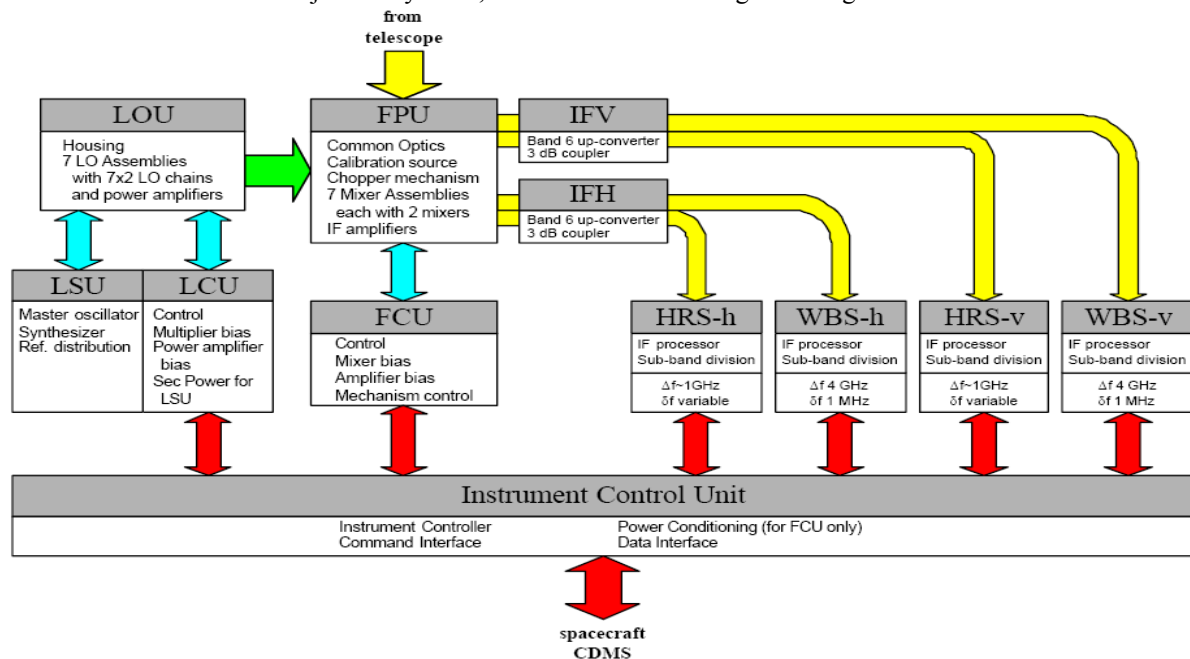 from
telescope
LOU
Housing
7 LO Assemblies
with 7x2 LO chains
and power amplifiers
FPU
Common Optics
Calibration source
Chopper mechanism
7 Mixer Assemblies
each with 2 mixers
IF amplifiers
IFV
Band 6 up-converter
3 dB coupler
IFH
Band 6 up-converter
3 dB coupler
LSU
Master oscillator
Synthesizer
Ref. distribution
LCU
Control
Multiplier bias
Power amplifier
bias
Sec Power for
LSU
FCU
Control
Mixer bias
Amplifier bias
Mechanism control
HRS-h
IF processor
Sub-band division
Δf~1GHz
δf variable
WBS-h
IF processor
Sub-band division
Δf 4 GHz
δf 1 MHz
HRS-v
IF processor
Sub-band division
Δf~1GHz
δf variable
WBS-v
IF processor
Sub-band division
Δf 4 GHz
δf 1 MHz
Instrument Control Unit
Instrument Controller
Command Interface
Power Conditioning (for FCU only)
Data Interface
spacecraft
CDMS